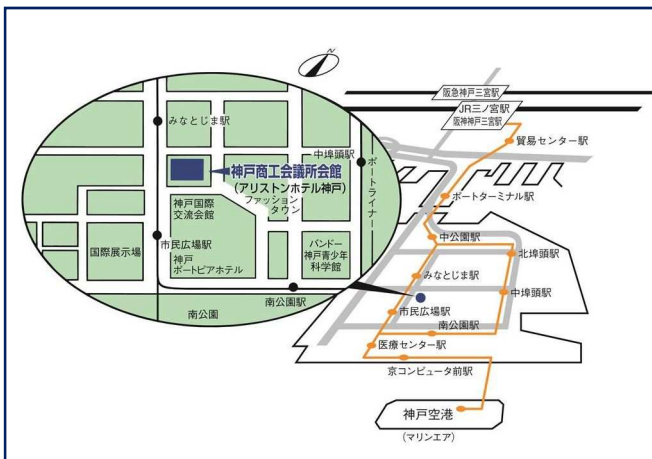 N
阪急神戸三宮駅
JR三ノ宮駅
阪神神戸三宮駅
貿易センター駅
ポートターミナル駅
中公園駅
北埠頭駅
みなとじま駅
中埠頭駅
市民広場駅
南公園駅
医療センター駅
京コンピュータ前駅
神戸空港
(マリンエア)
みなとじま駅
中埠頭駅
ポートライナー
神戸商工会議所会館
(アリストンホテル神戸)
ファッション
タウン
神戸国際
交流会館
国際展示場
市民広場駅
神戸
ポートピアホテル
バンドー
神戸青少年
科学館
南公園駅
南公園